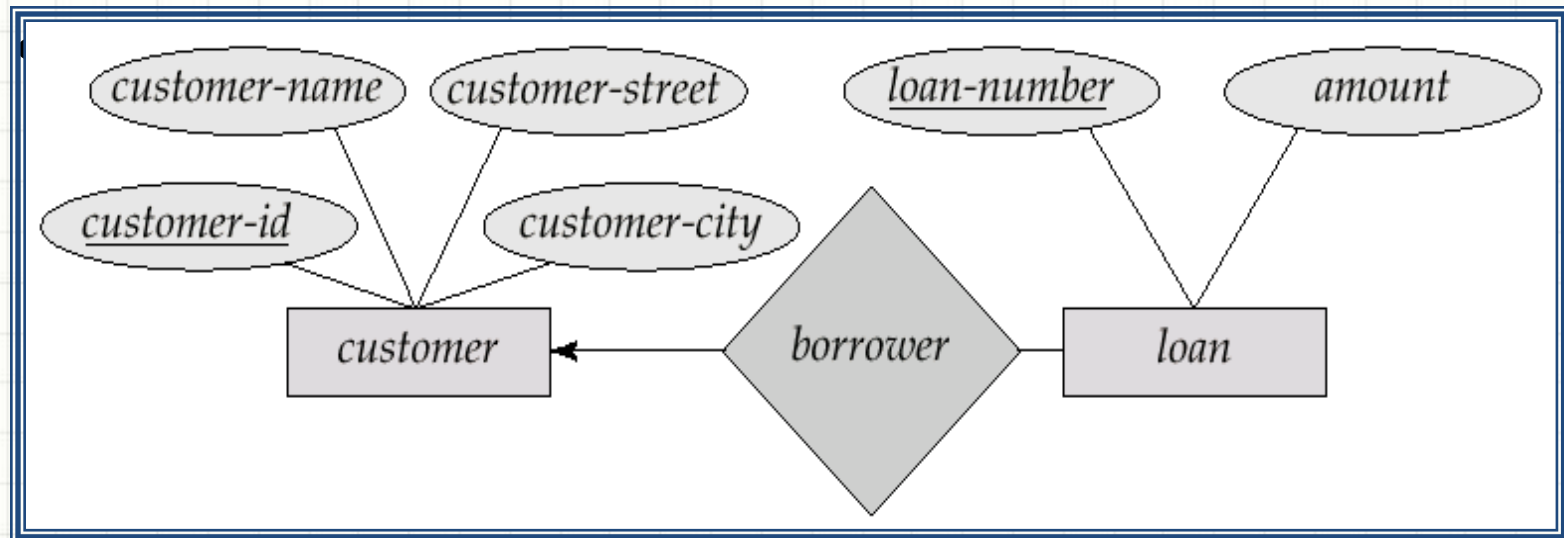 customer-name customer-street loan-number amount
customer-id customer-city
customer borrower loan